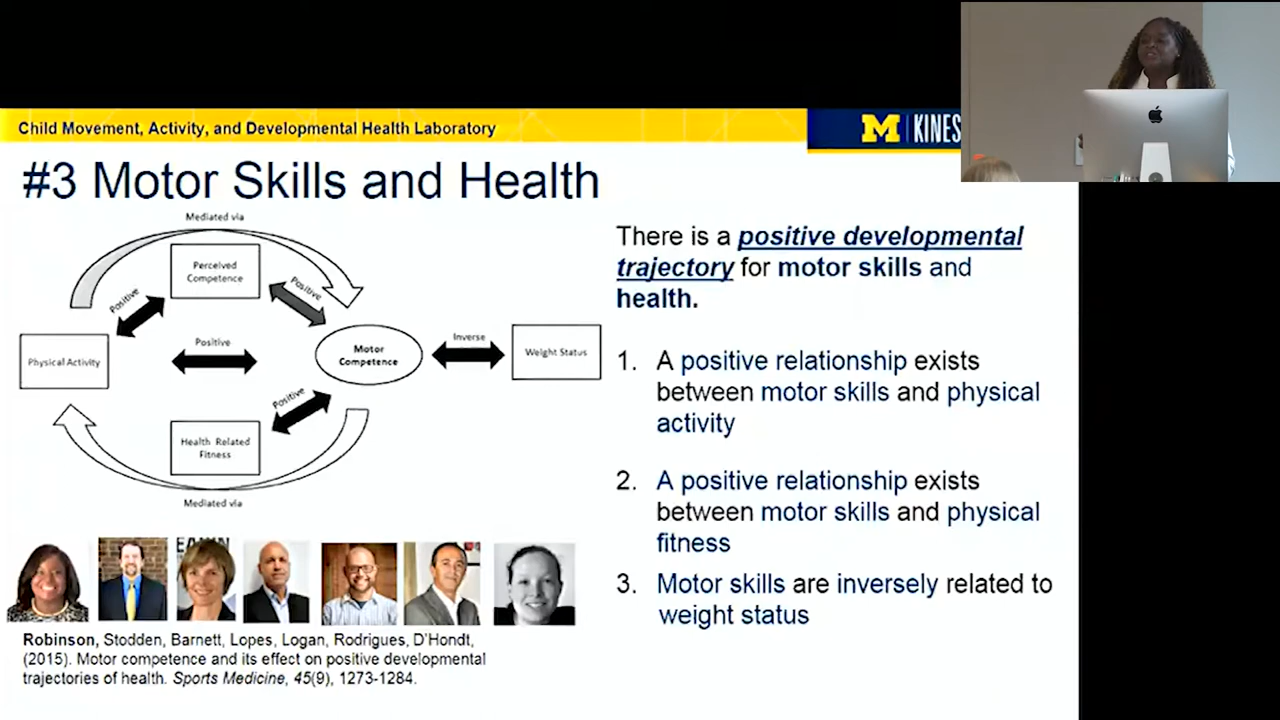 Child Movement, Activity, and Developmental Health Laboratory
M | KINES
#3 Motor Skills and Health
Mediated via
Perceived
Competence
Positive
Positive
Physical Activity
Positive
Motor
Competence
Inverse
Weight Status
Positive
Health Related
Fitness
Mediated via
There is a positive developmental
trajectory for motor skills and
health.
1. A positive relationship exists
between motor skills and physical
activity
2. A positive relationship exists
between motor skills and physical
fitness
3. Motor skills are inversely related to
weight status
Robinson, Stodden, Barnett, Lopes, Logan, Rodrigues, D'Hondt,
(2015). Motor competence and its effect on positive developmental
trajectories of health. Sports Medicine, 45(9), 1273-1284.